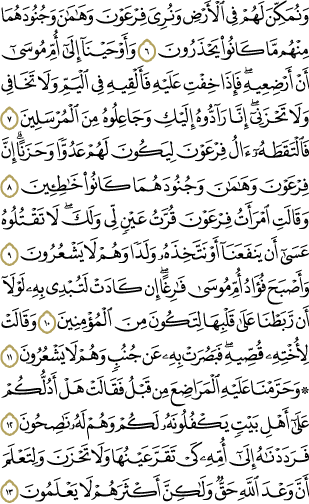 وَنُمَكِّنَ لَهُمْ فِي الْأَرْضِ وَنُرِيَ فِرْعَوْنَ وَهَامَانَ وَجُنُودَهُمَا
مِنْهُم مَّا كَانُوا يَحْذَرُونَ ٦ وَأَوْحَيْنَا إِلَىٰ أُمِّ مُوسَىٰ
أَنْ أَرْضِعِيهِ ۖ فَإِذَا خِفْتِ عَلَيْهِ فَأَلْقِيهِ فِي الْيَمِّ وَلَا تَخَافِي
وَلَا تَحْزَنِي ۖ إِنَّا رَادُّوهُ إِلَيْكِ وَجَاعِلُوهُ مِنَ الْمُرْسَلِينَ ٧
فَالْتَقَطَهُ ءَالُ فِرْعَوْنَ لِيَكُونَ لَهُمْ عَدُوًّا وَحَزَنًا ۗ إِنَّ
فِرْعَوْنَ وَهَامَانَ وَجُنُودَهُمَا كَانُوا خَاطِئِينَ ٨
وَقَالَتِ امْرَأَتُ فِرْعَوْنَ قُرَّتُ عَيْنٍ لِّي وَلَكَ ۖ لَا تَقْتُلُوهُ
عَسَىٰ أَن يَنفَعَنَا أَوْ نَتَّخِذَهُ وَلَدًا وَهُمْ لَا يَشْعُرُونَ ٩
وَأَصْبَحَ فُؤَادُ أُمِّ مُوسَىٰ فَارِغًا ۖ إِن كَادَتْ لَتُبْدِي بِهِ لَوْلَا
أَن رَّبَطْنَا عَلَىٰ قَلْبِهَا لِتَكُونَ مِنَ الْمُؤْمِنِينَ ١٠ وَقَالَتْ
لِأُخْتِهِ قُصِّيهِ ۖ فَبَصُرَتْ بِهِ عَن جُنُبٍ وَهُمْ لَا يَشْعُرُونَ ١١
۞ وَحَرَّمْنَا عَلَيْهِ الْمَرَاضِعَ مِن قَبْلُ فَقَالَتْ هَلْ أَدُلُّكُمْ
عَلَىٰ أَهْلِ بَيْتٍ يَكْفُلُونَهُ لَكُمْ وَهُمْ لَهُ نَاصِحُونَ ١٢
فَرَدَدْنَاهُ إِلَىٰ أُمِّهِ كَيْ تَقَرَّ عَيْنُهَا وَلَا تَحْزَنَ وَلِتَعْلَمَ
أَنَّ وَعْدَ اللَّهِ حَقٌّ وَلَٰكِنَّ أَكْثَرَهُمْ لَا يَعْلَمُونَ ١٣